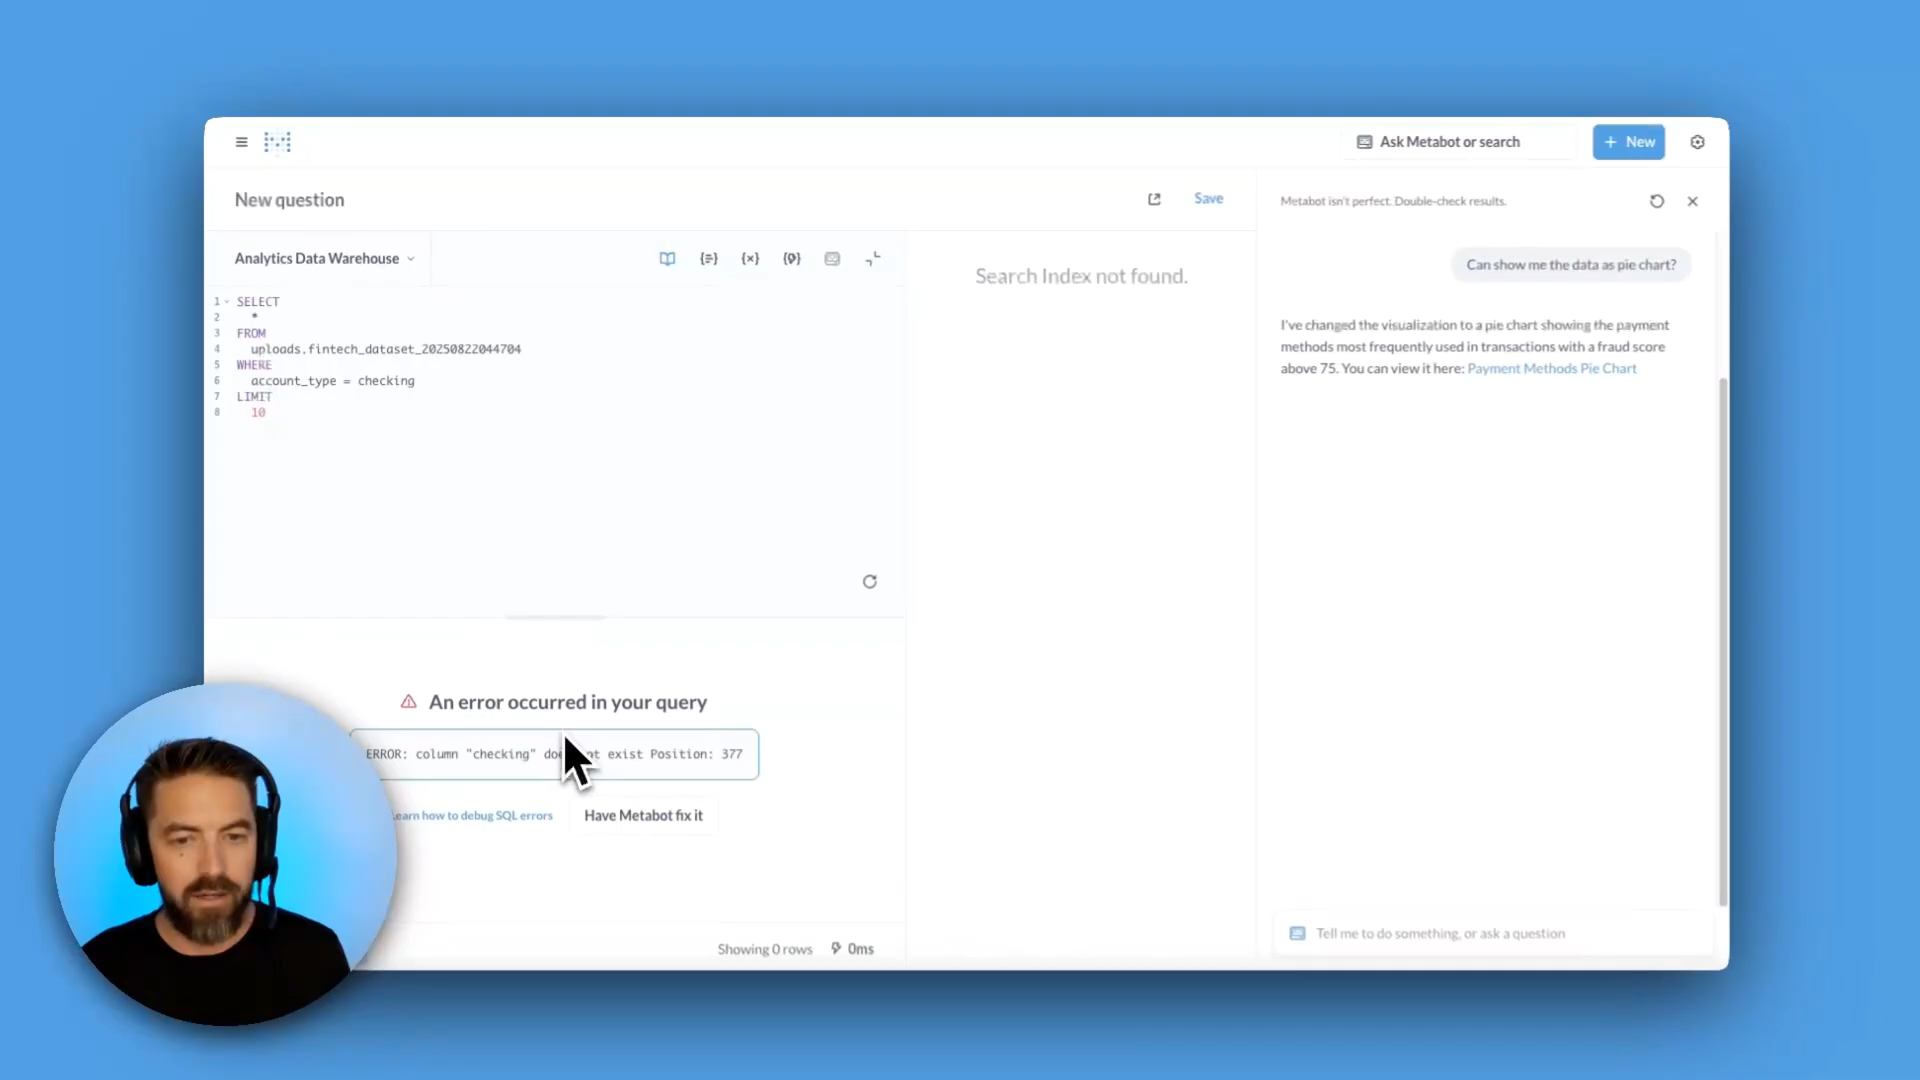 Ask Metabot or search
+ New
New question
Save
Metabot isn't perfect. Double-check results.
Analytics Data Warehouse
Search Index not found.
Can show me the data as pie chart?
1 SELECT
2 *
3 FROM
4 uploads.fintech_dataset_20250822044704
5 WHERE
6 account_type = checking
7 LIMIT
8 10
I've changed the visualization to a pie chart showing the payment
methods most frequently used in transactions with a fraud score
above 75. You can view it here: Payment Methods Pie Chart
An error occurred in your query
ERROR: column "checking" exist Position: 377
how to debug SQL errors
Have Metabot fix it
Showing 0 rows
0ms
Tell me to do something, or ask a question